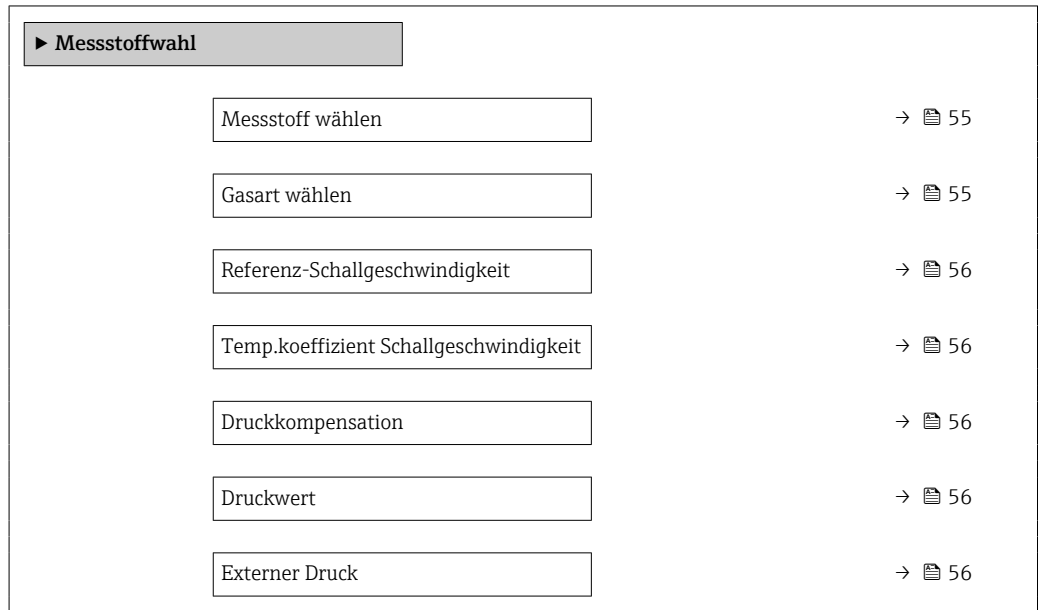 ▶ Messstoffwahl
Messstoff wählen → 55
Gasart wählen → 55
Referenz-Schallgeschwindigkeit → 56
Temp.koeffizient Schallgeschwindigkeit → 56
Druckkompensation → 56
Druckwert → 56
Externer Druck → 56